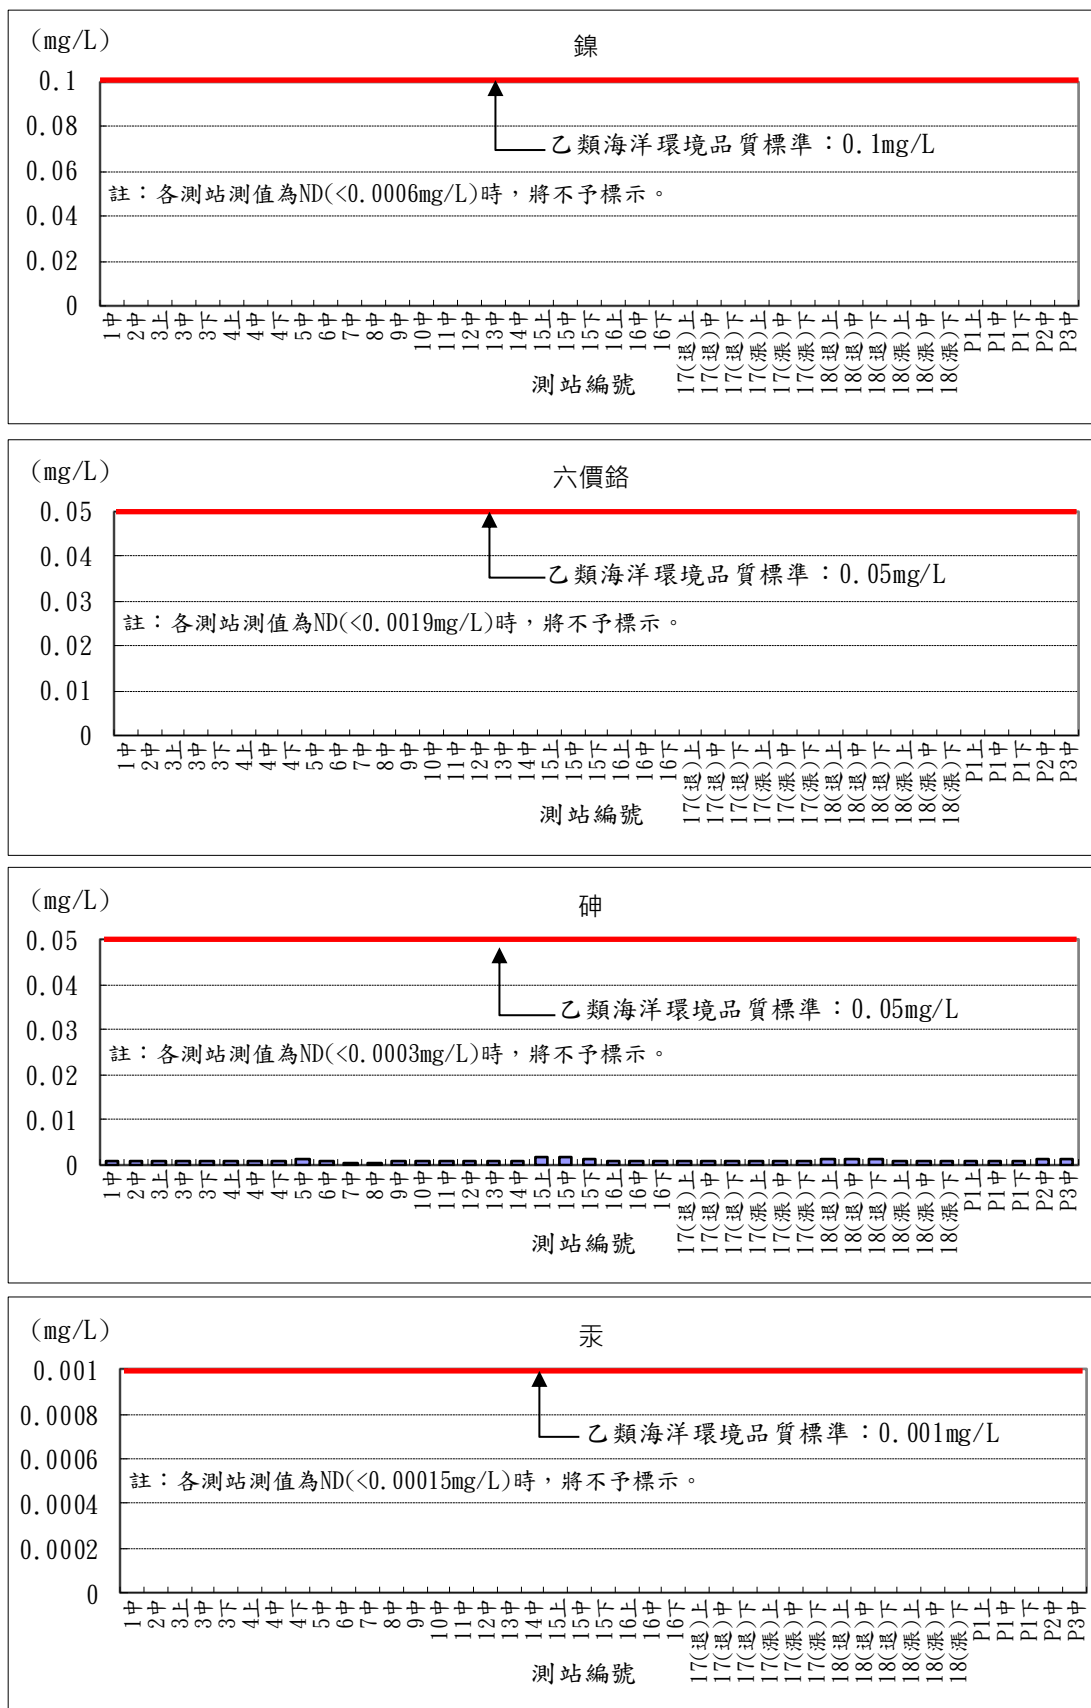 (mg/L)
鎳
0.1
0.08
0.06
0.04
0.02
0
乙類海洋環境品質標準：0.1mg/L
註：各測站測值為ND(<0.0006mg/L)時，將不予標示。
1中 2中 3上 3中 3下 4上 4中 4下 5中 6中 7中 8中 9中 10中 11中 12中 13中 14中 15上 15中 15下 16上 16中 16下 17(退)上 17(退)中 17(退)下 17(漲)上 17(漲)中 17(漲)下 18(退)上 18(退)中 18(退)下 18(漲)上 18(漲)中 18(漲)下 P1上 P1中 P1下 P2中 P3中
測站編號
(mg/L)
六價鉻
0.05
0.04
0.03
0.02
0.01
0
乙類海洋環境品質標準：0.05mg/L
註：各測站測值為ND(<0.0019mg/L)時，將不予標示。
1中 2中 3上 3中 3下 4上 4中 4下 5中 6中 7中 8中 9中 10中 11中 12中 13中 14中 15上 15中 15下 16上 16中 16下 17(退)上 17(退)中 17(退)下 17(漲)上 17(漲)中 17(漲)下 18(退)上 18(退)中 18(退)下 18(漲)上 18(漲)中 18(漲)下 P1上 P1中 P1下 P2中 P3中
測站編號
(mg/L)
砷
0.05
0.04
0.03
0.02
0.01
0
乙類海洋環境品質標準：0.05mg/L
註：各測站測值為ND(<0.0003mg/L)時，將不予標示。
1中 2中 3上 3中 3下 4上 4中 4下 5中 6中 7中 8中 9中 10中 11中 12中 13中 14中 15上 15中 15下 16上 16中 16下 17(退)上 17(退)中 17(退)下 17(漲)上 17(漲)中 17(漲)下 18(退)上 18(退)中 18(退)下 18(漲)上 18(漲)中 18(漲)下 P1上 P1中 P1下 P2中 P3中
測站編號
(mg/L)
汞
0.001
0.0008
0.0006
0.0004
0.0002
0
乙類海洋環境品質標準：0.001mg/L
註：各測站測值為ND(<0.00015mg/L)時，將不予標示。
1中 2中 3上 3中 3下 4上 4中 4下 5中 6中 7中 8中 9中 10中 11中 12中 13中 14中 15上 15中 15下 16上 16中 16下 17(退)上 17(退)中 17(退)下 17(漲)上 17(漲)中 17(漲)下 18(退)上 18(退)中 18(退)下 18(漲)上 18(漲)中 18(漲)下 P1上 P1中 P1下 P2中 P3中
測站編號